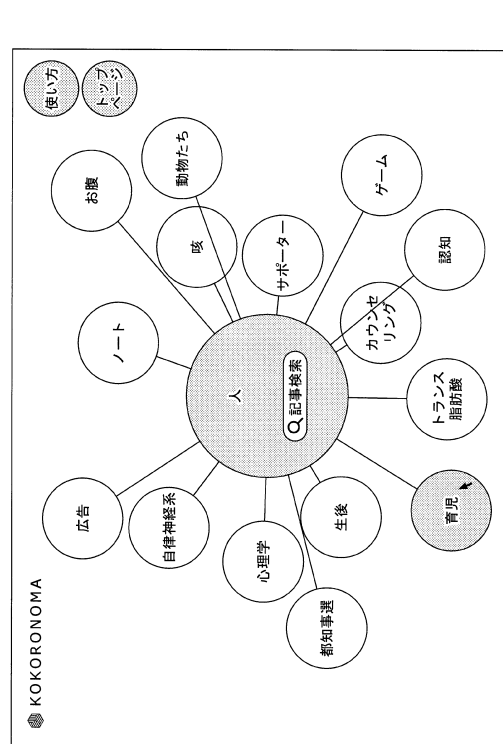 KOKORONOMA
使い方
トップ
ページ
広告
ノート
お腹
動物たち
自律神経系
咳
人
記事検索
サポーター
心理学
生後
都知事選
ゲーム
カウンセ
リング
認知
トランス
脂肪酸
育児